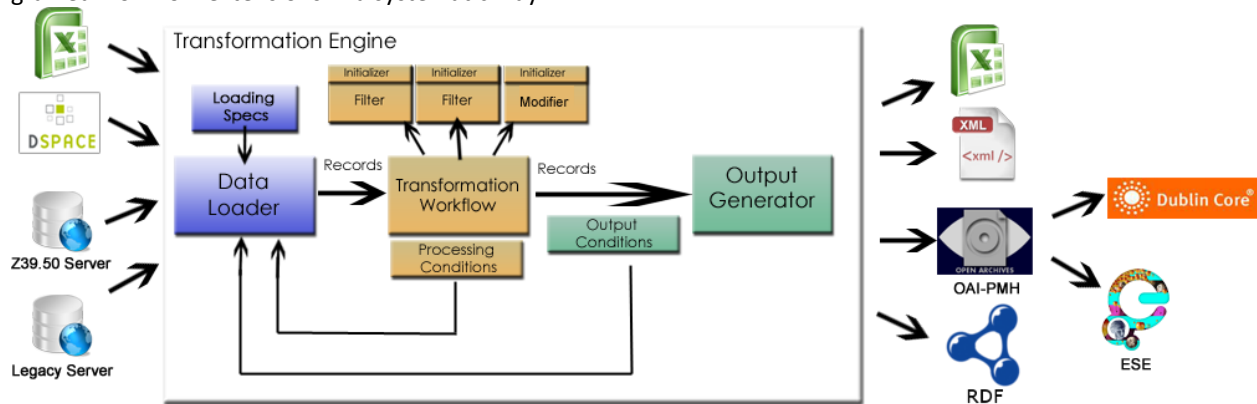 Transformation Engine
DSPACE
Z39.50 Server
Legacy Server
Loading
Specs
Data
Loader
Records
Initializer
Filter
Initializer
Filter
Initializer
Modifier
Transformation
Workflow
Processing
Conditions
Records
Output
Conditions
Output
Generator
XML
<xml />
OPEN ARCHIVES
OAI-PMH
RDF
Dublin Core®
ESE